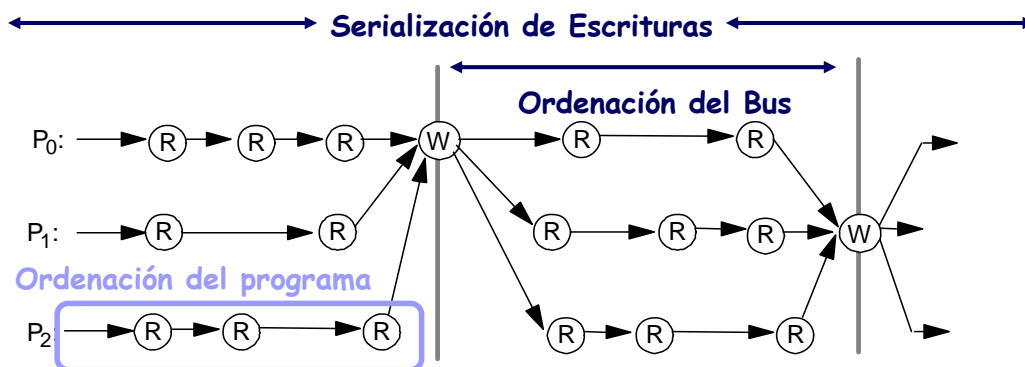 Serialización de Escrituras
Ordenación del Bus
P0: R R R W R R
P1: R R R R R W
Ordenación del programa
P2: R R R R R R